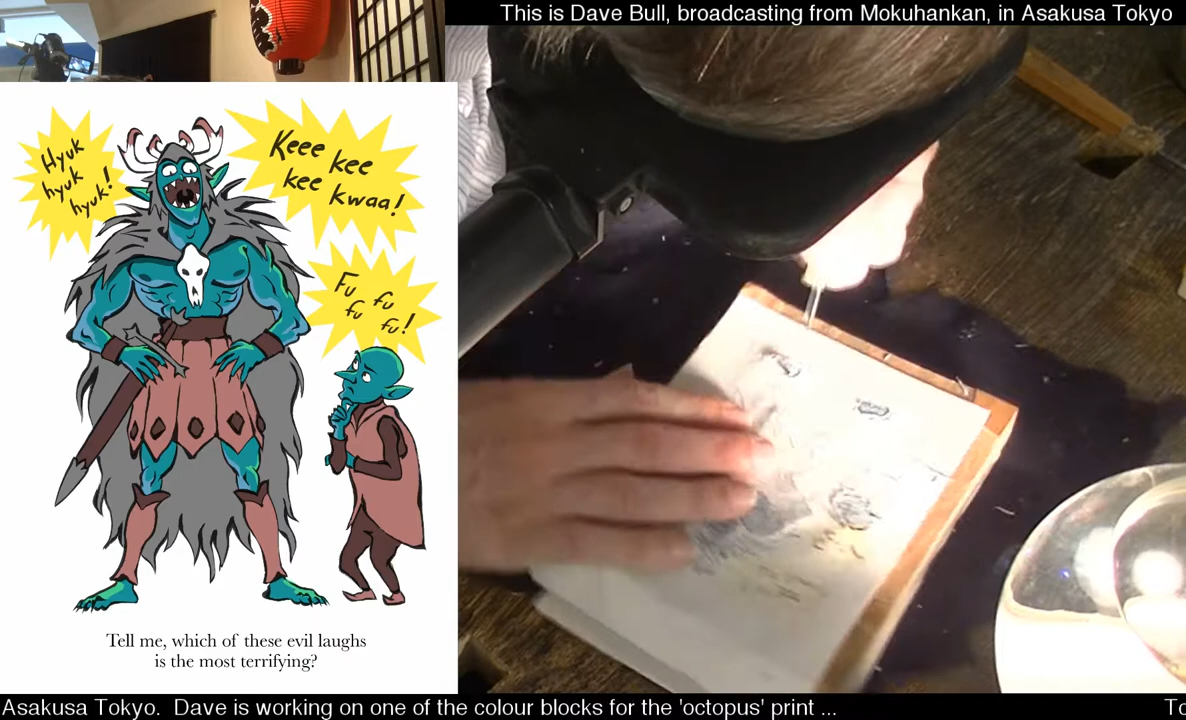 This is Dave Bull, broadcasting from Mokuhankan, in Asakusa Tokyo
Hyuk
hyuk
hyuk!
Keee kee
kee kwaa!
Fu fu
fu fu!
Tell me, which of these evil laughs
is the most terrifying?
Asakusa Tokyo. Dave is working on one of the colour blocks for the 'octopus' print ...